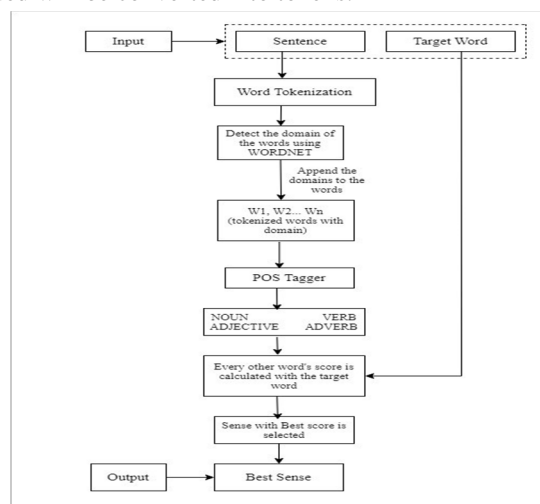 Input
Sentence
Target Word
Word Tokenization
Detect the domain of
the words using
WORDNET
Append the
domains to the
words
W1, W2... Wn
(tokenized words with
domain)
POS Tagger
NOUN VERB
ADJECTIVE ADVERB
Every other word's score is
calculated with the target
word
Sense with Best score is
selected
Output
Best Sense